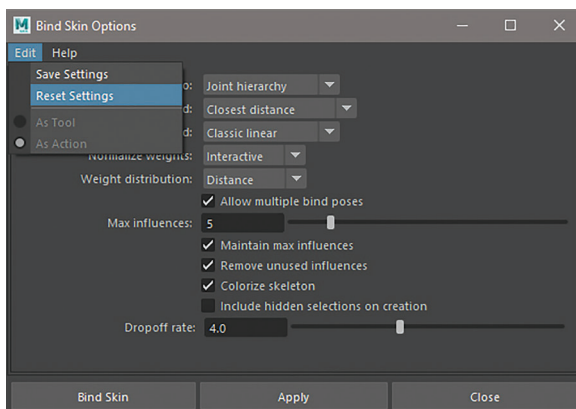 Bind Skin Options
Edit Help
Save Settings
Reset Settings
o: Joint hierarchy
As Tool
d: Closest distance
As Action
d: Classic linear
Normalize weights: Interactive
Weight distribution: Distance
Allow multiple bind poses
Max influences: 5
Maintain max influences
Remove unused influences
Colorize skeleton
Include hidden selections on creation
Dropoff rate: 4.0
Bind Skin Apply Close